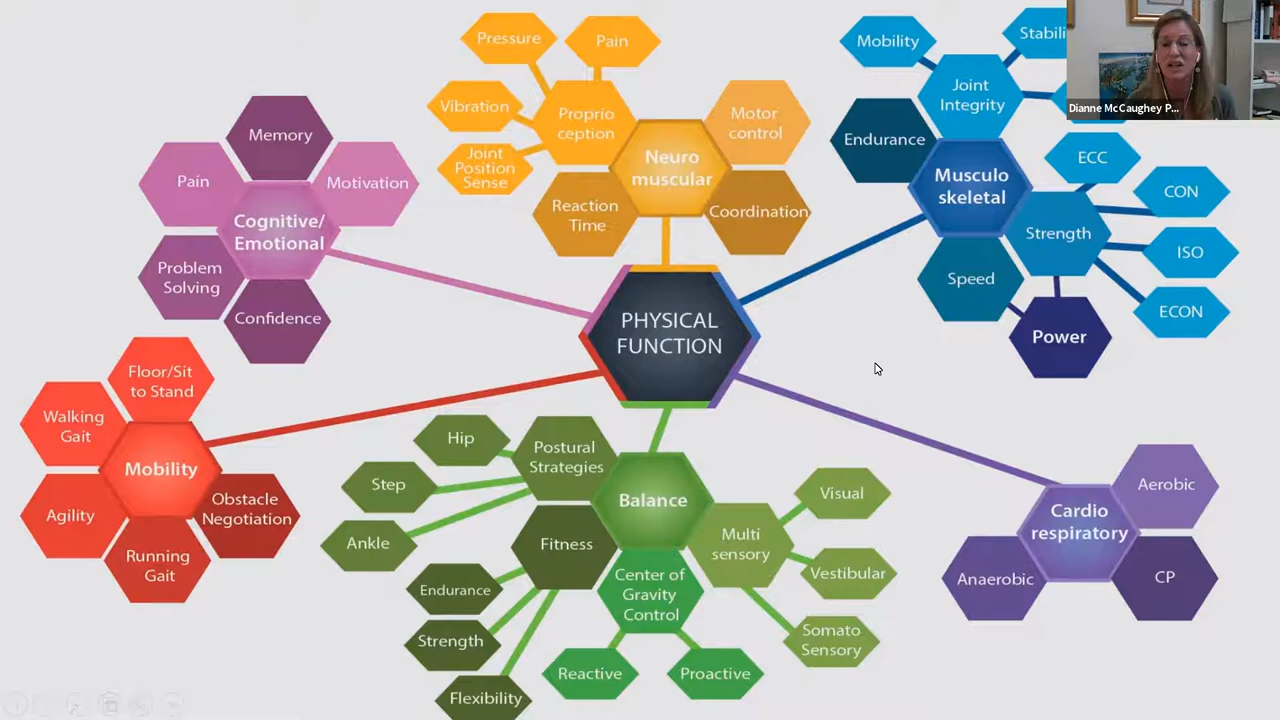 Pressure
Pain
Vibration
Proprio
ception
Joint
Position
Sense
Motor
control
Neuro
muscular
Reaction
Time
Coordination
Mobility
Joint
Integrity
Endurance
Musculo
skeletal
ECC
CON
Strength
ISO
ECON
Speed
Power
Dianne McCaughey P...
Memory
Pain
Motivation
Cognitive/
Emotional
Problem
Solving
Confidence
PHYSICAL
FUNCTION
Floor/Sit
to Stand
Walking
Gait
Mobility
Agility
Obstacle
Negotiation
Running
Gait
Hip
Postural
Strategies
Step
Ankle
Balance
Fitness
Endurance
Strength
Flexibility
Center of
Gravity
Control
Reactive
Proactive
Multi
sensory
Visual
Vestibular
Somato
Sensory
Aerobic
Cardio
respiratory
Anaerobic
CP